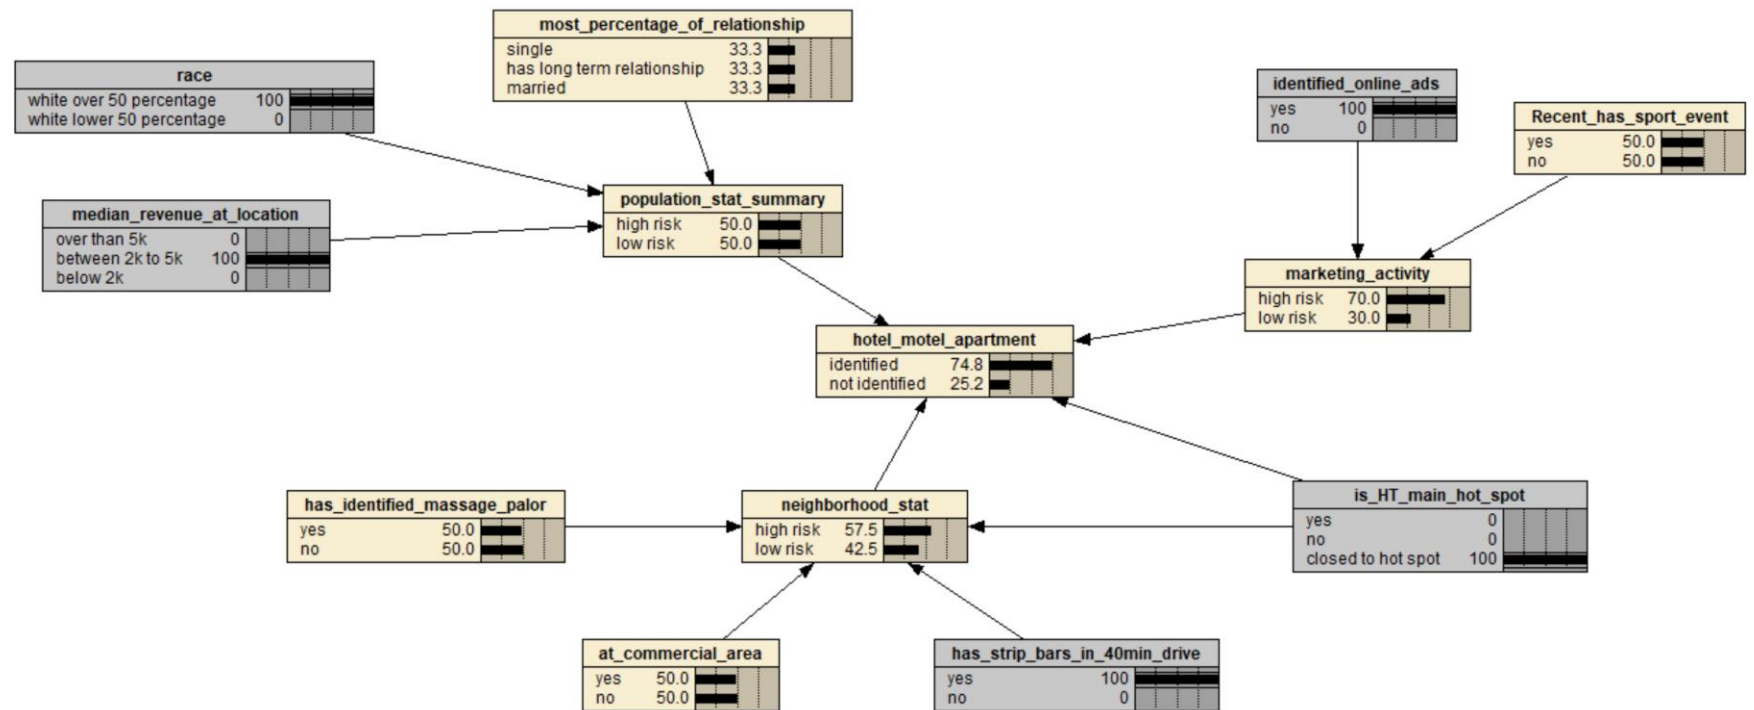 most_percentage_of_relationship
single 33.3
has long term relationship 33.3
married 33.3
race
white over 50 percentage 100
white lower 50 percentage 0
identified_online_ads
yes 100
no 0
Recent_has_sport_event
yes 50.0
no 50.0
median_revenue_at_location
over than 5k 0
between 2k to 5k 100
below 2k 0
population_stat_summary
high risk 50.0
low risk 50.0
marketing_activity
high risk 70.0
low risk 30.0
hotel_motel_apartment
identified 74.8
not identified 25.2
has_identified_massage_palor
yes 50.0
no 50.0
neighborhood_stat
high risk 57.5
low risk 42.5
is_HT_main_hot_spot
yes 0
no 0
closed to hot spot 100
at_commercial_area
yes 50.0
no 50.0
has_strip_bars_in_40min_drive
yes 100
no 0